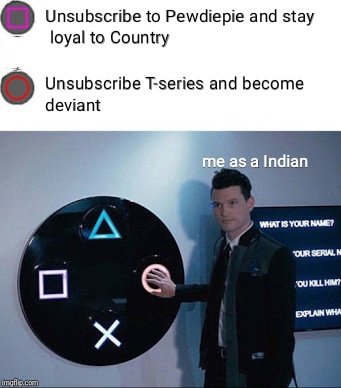 Unsubscribe to Pewdiepie and stay
loyal to Country
Unsubscribe T-series and become
deviant
me as a Indian
WHAT IS YOUR NAME?
YOUR SERIAL N
OU KILL HIM?
EXPLAIN WHA
imgflip.com